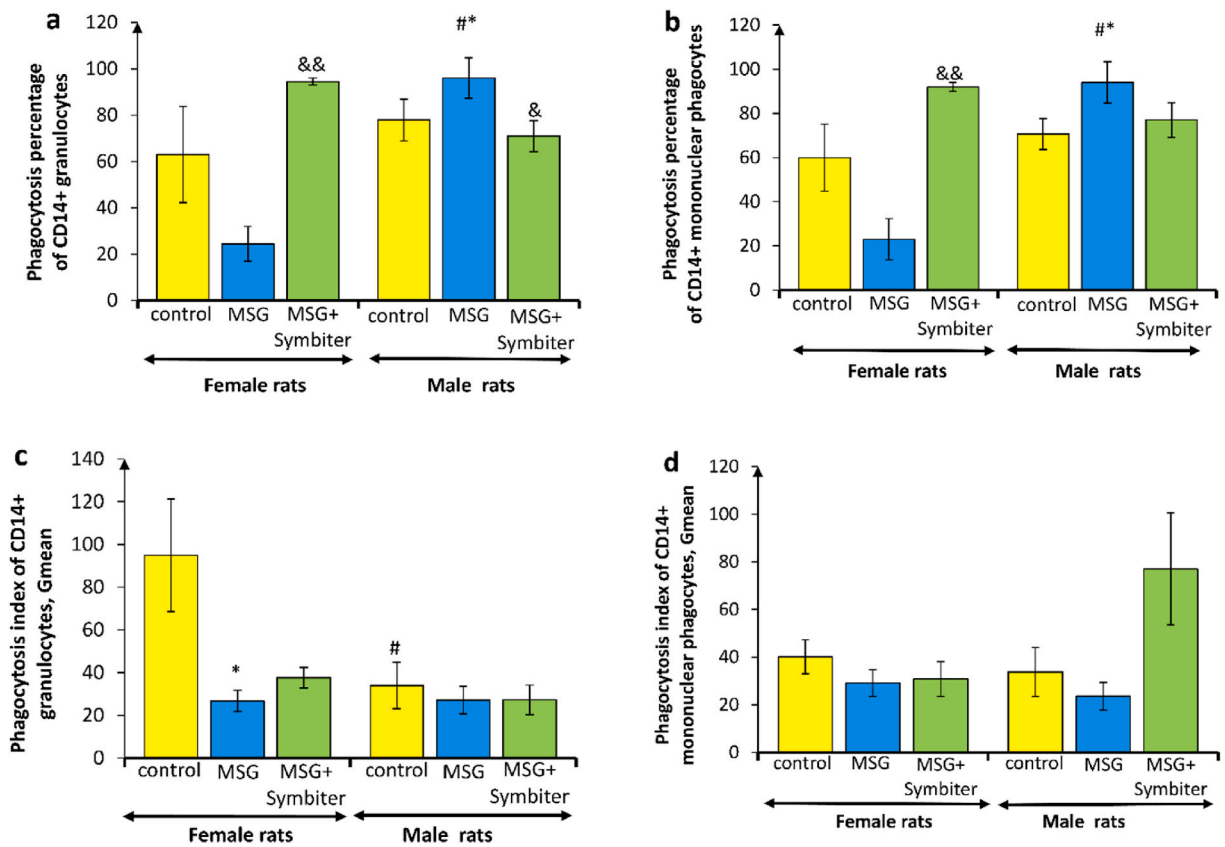 a
Phagocytosis percentage
of CD14+ granulocytes
120
100
80
60
40
20
0
&&
#*
&
control MSG MSG+ control MSG MSG+
Symbiter Symbiter
Female rats Male rats
b
Phagocytosis percentage
of CD14+ mononuclear phagocytes
120
100
80
60
40
20
0
&&
#*
control MSG MSG+ control MSG MSG+
Symbiter Symbiter
Female rats Male rats
c
Phagocytosis index of CD14+
granulocytes, Gmean
140
120
100
80
60
40
20
0
*
#
control MSG MSG+ control MSG MSG+
Symbiter Symbiter
Female rats Male rats
d
Phagocytosis index of CD14+
mononuclear phagocytes, Gmean
120
100
80
60
40
20
0
control MSG MSG+ control MSG MSG+
Symbiter Symbiter
Female rats Male rats